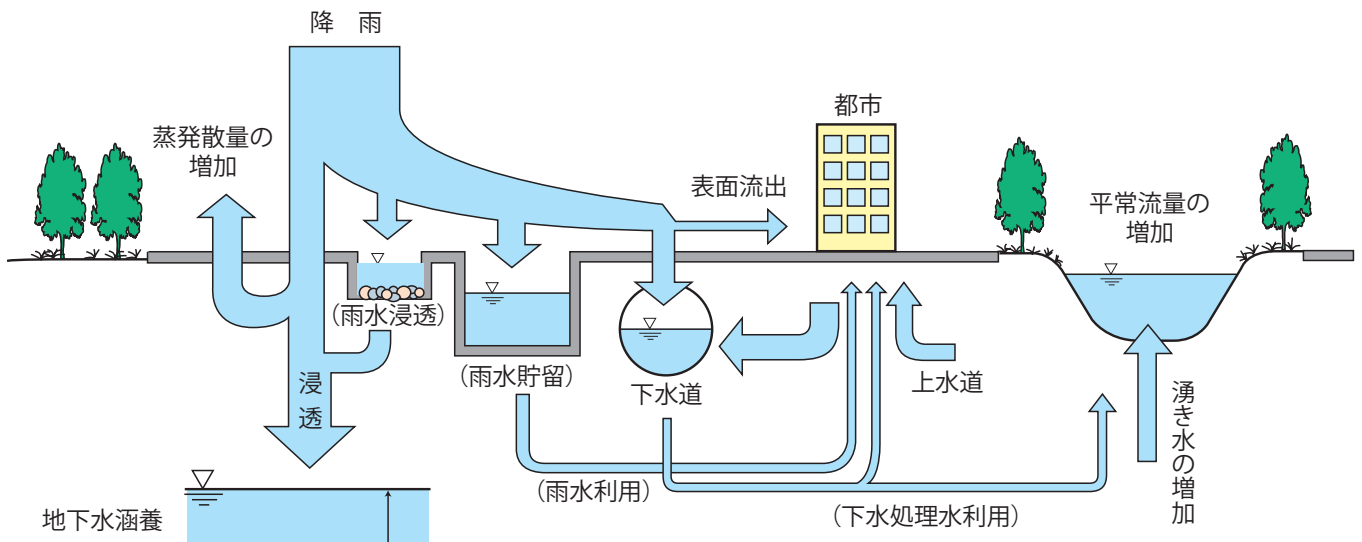 降　雨
蒸発散量の
増加
都市
表面流出
平常流量の
増加
（雨水浸透）
（雨水貯留）
下水道
上水道
浸透
湧き水の増加
（雨水利用）
（下水処理水利用）
地下水涵養